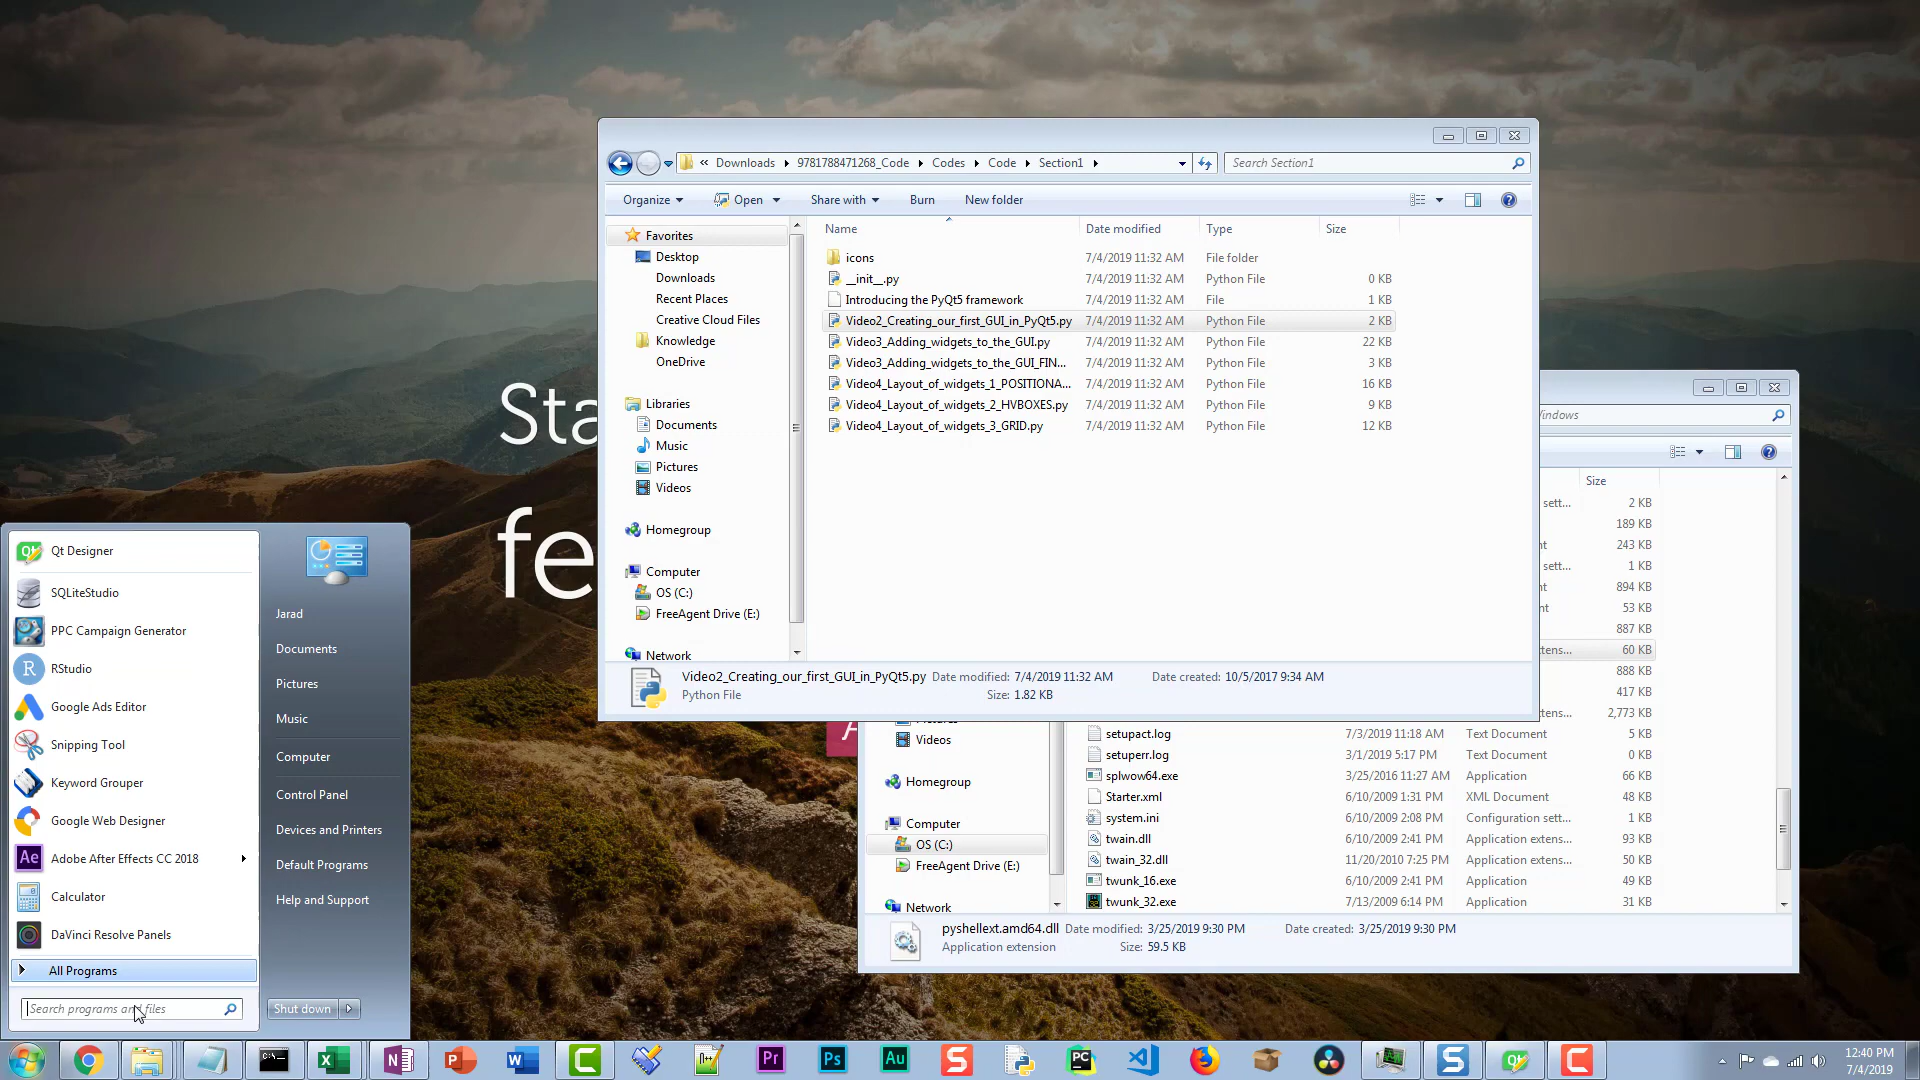 « Downloads 9781788471268_Code Codes Code Section1
Search Section1
Organize Open Share with Burn New folder
Name Date modified Type Size
Favorites
Desktop
Downloads
Recent Places
Creative Cloud Files
Knowledge
OneDrive
Libraries
Documents
Music
Pictures
Videos
Homegroup
Computer
OS (C:)
FreeAgent Drive (E:)
Network
icons 7/4/2019 11:32 AM File folder
__init__.py 7/4/2019 11:32 AM Python File 0 KB
Introducing the PyQt5 framework 7/4/2019 11:32 AM File 1 KB
Video2_Creating_our_first_GUI_in_PyQt5.py 7/4/2019 11:32 AM Python File 2 KB
Video3_Adding_widgets_to_the_GUI.py 7/4/2019 11:32 AM Python File 22 KB
Video3_Adding_widgets_to_the_GUI_FIN... 7/4/2019 11:32 AM Python File 3 KB
Video4_Layout_of_widgets_1_POSITIONA... 7/4/2019 11:32 AM Python File 16 KB
Video4_Layout_of_widgets_2_HVBOXES.py 7/4/2019 11:32 AM Python File 9 KB
Video4_Layout_of_widgets_3_GRID.py 7/4/2019 11:32 AM Python File 12 KB
Video2_Creating_our_first_GUI_in_PyQt5.py Date modified: 7/4/2019 11:32 AM Date created: 10/5/2017 9:34 AM
Python File Size: 1.82 KB
Sta
fe
Size
sett... 2 KB
189 KB
nt 243 KB
sett... 1 KB
894 KB
nt 53 KB
887 KB
tens... 60 KB
888 KB
417 KB
tens... 2,773 KB
Videos
Homegroup
Computer
OS (C:)
FreeAgent Drive (E:)
Network
setupact.log 7/3/2019 11:18 AM Text Document 5 KB
setuperr.log 3/1/2019 5:17 PM Text Document 0 KB
splwow64.exe 3/25/2016 11:27 AM Application 66 KB
Starter.xml 6/10/2009 1:31 PM XML Document 48 KB
system.ini 6/10/2009 2:08 PM Configuration sett... 1 KB
twain.dll 6/10/2009 2:41 PM Application extens... 93 KB
twain_32.dll 11/20/2010 7:25 PM Application extens... 50 KB
twunk_16.exe 6/10/2009 2:41 PM Application 49 KB
twunk_32.exe 7/13/2009 6:14 PM Application 31 KB
pyshellext.amd64.dll Date modified: 3/25/2019 9:30 PM Date created: 3/25/2019 9:30 PM
Application extension Size: 59.5 KB
Qt Designer
SQLiteStudio
PPC Campaign Generator
RStudio
Google Ads Editor
Snipping Tool
Keyword Grouper
Google Web Designer
Adobe After Effects CC 2018
Calculator
DaVinci Resolve Panels
All Programs
Search programs and files
Jarad
Documents
Pictures
Music
Computer
Control Panel
Devices and Printers
Default Programs
Help and Support
Shut down
12:40 PM
7/4/2019